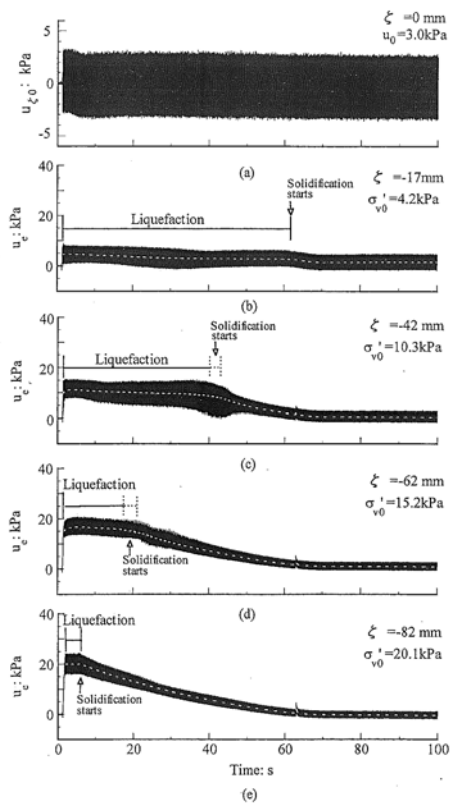 ζ =0 mm
u0=3.0kPa
5
0
-5
uζ0: kPa
(a)
ζ =-17mm
σv0'=4.2kPa
Solidification
starts
Liquefaction
40
20
0
ue: kPa
(b)
ζ =-42 mm
σv0'=10.3kPa
Solidification
starts
Liquefaction
40
20
0
ue: kPa
(c)
ζ =-62 mm
σv0'=15.2kPa
Liquefaction
Solidification
starts
40
20
0
ue: kPa
(d)
ζ =-82 mm
σv0'=20.1kPa
Liquefaction
Solidification
starts
40
20
0
ue: kPa
0 20 40 60 80 100
Time: s
(e)